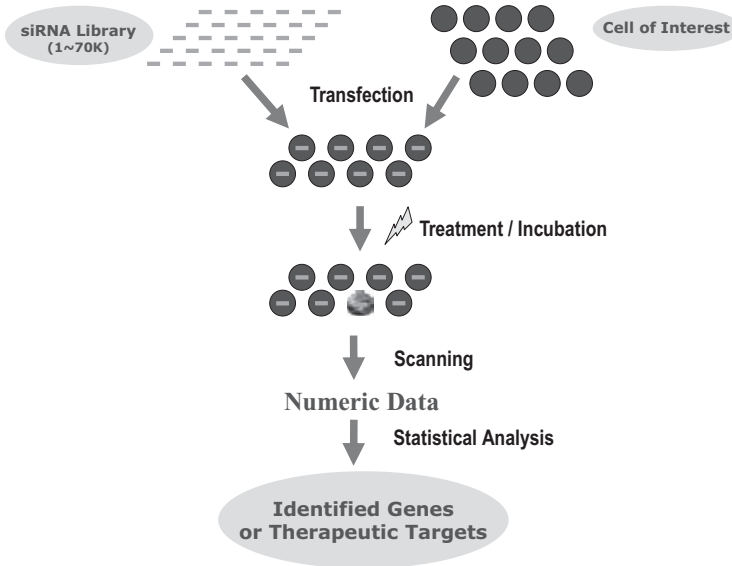 siRNA Library
(1~70K)
Cell of Interest
Transfection
Treatment / Incubation
Scanning
Numeric Data
Statistical Analysis
Identified Genes
or Therapeutic Targets